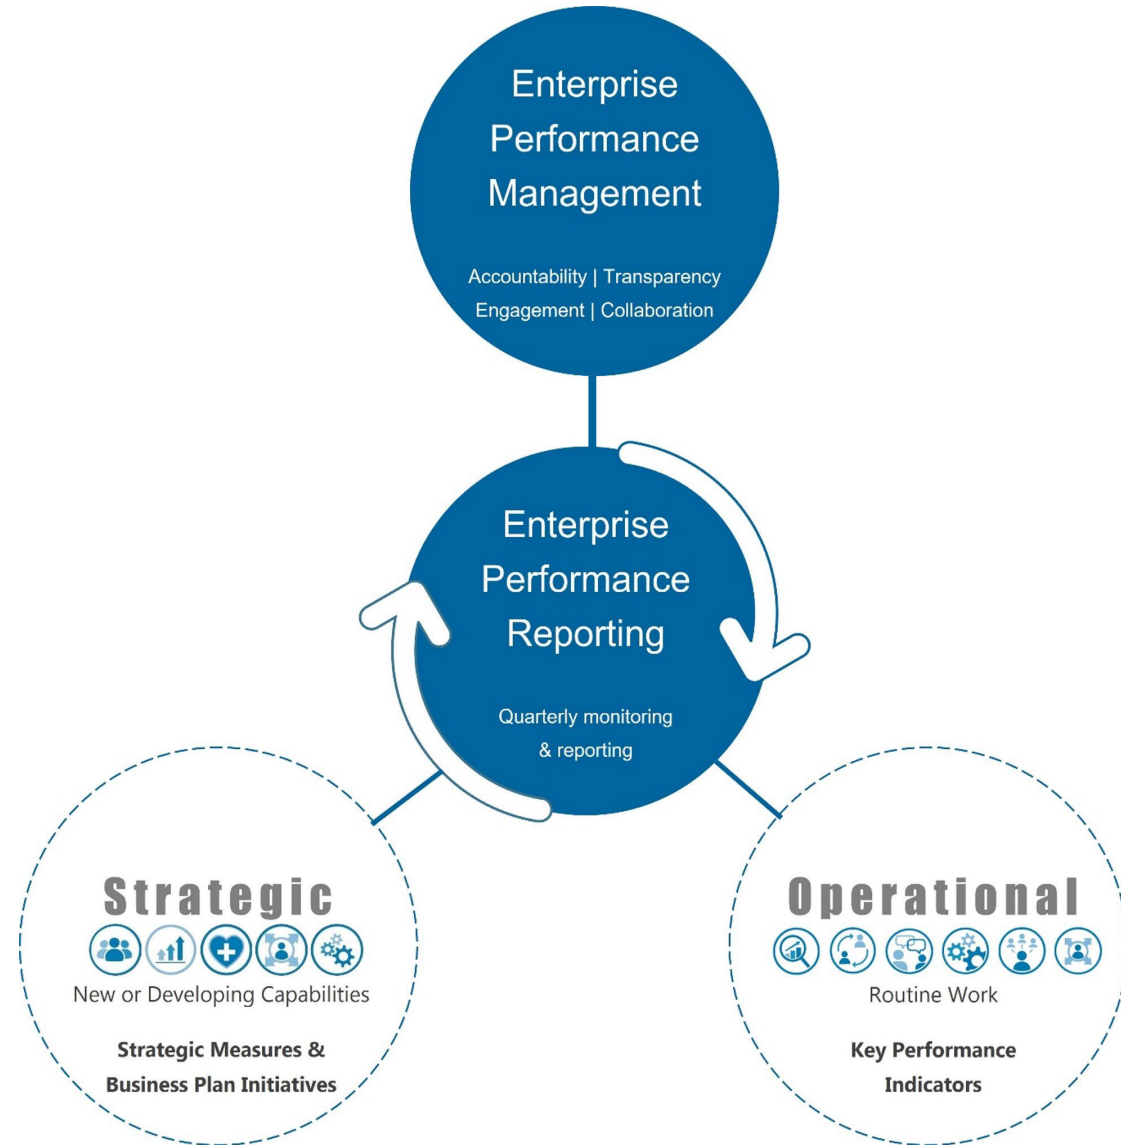 Enterprise
Performance
Management
Accountability | Transparency
Engagement | Collaboration
Enterprise
Performance
Reporting
Quarterly monitoring
& reporting
Strategic
New or Developing Capabilities
Strategic Measures &
Business Plan Initiatives
Operational
Routine Work
Key Performance
Indicators